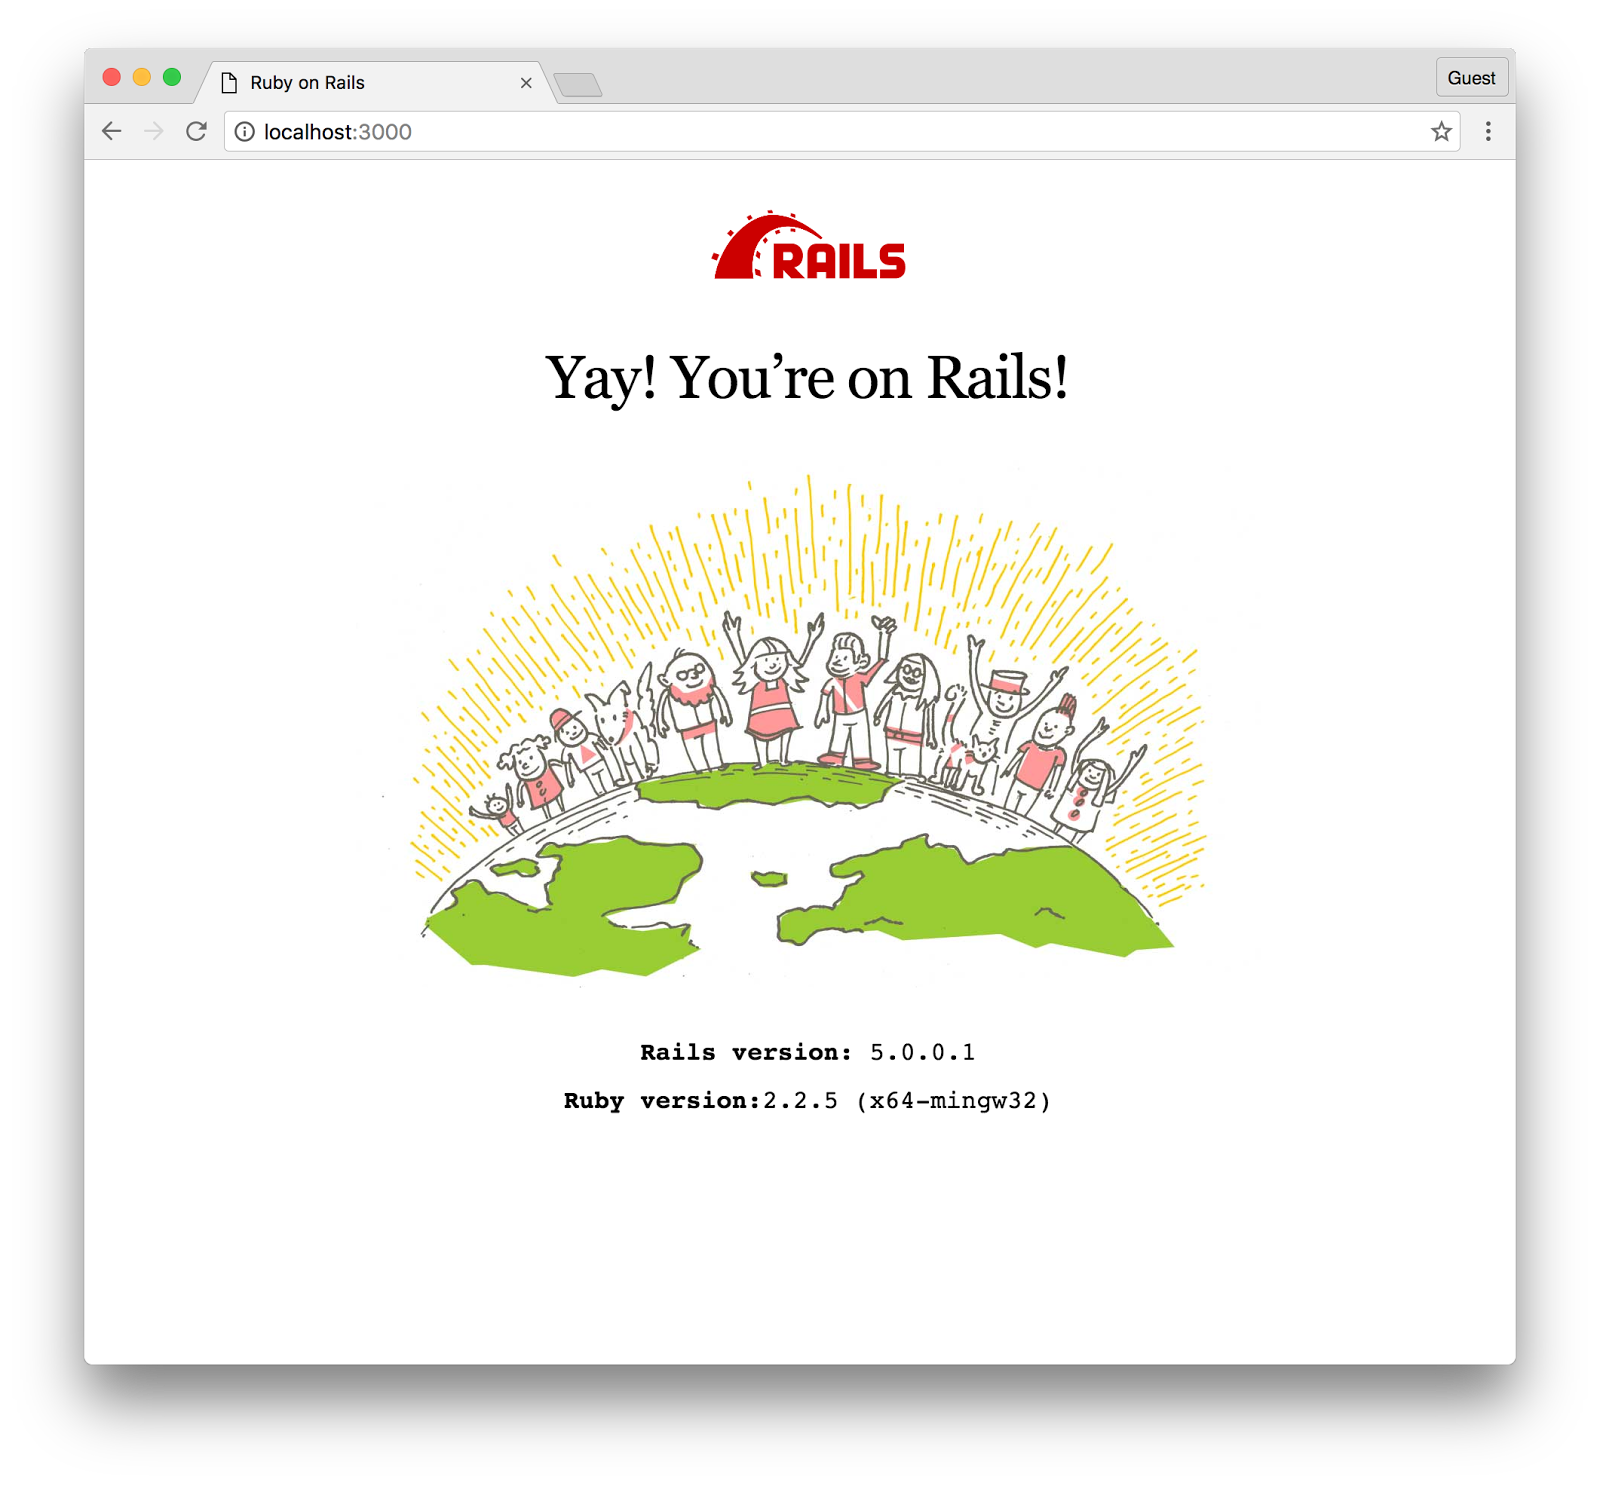 Ruby on Rails
Guest
localhost:3000
RAILS
Yay! You’re on Rails!
Rails version: 5.0.0.1
Ruby version:2.2.5 (x64-mingw32)